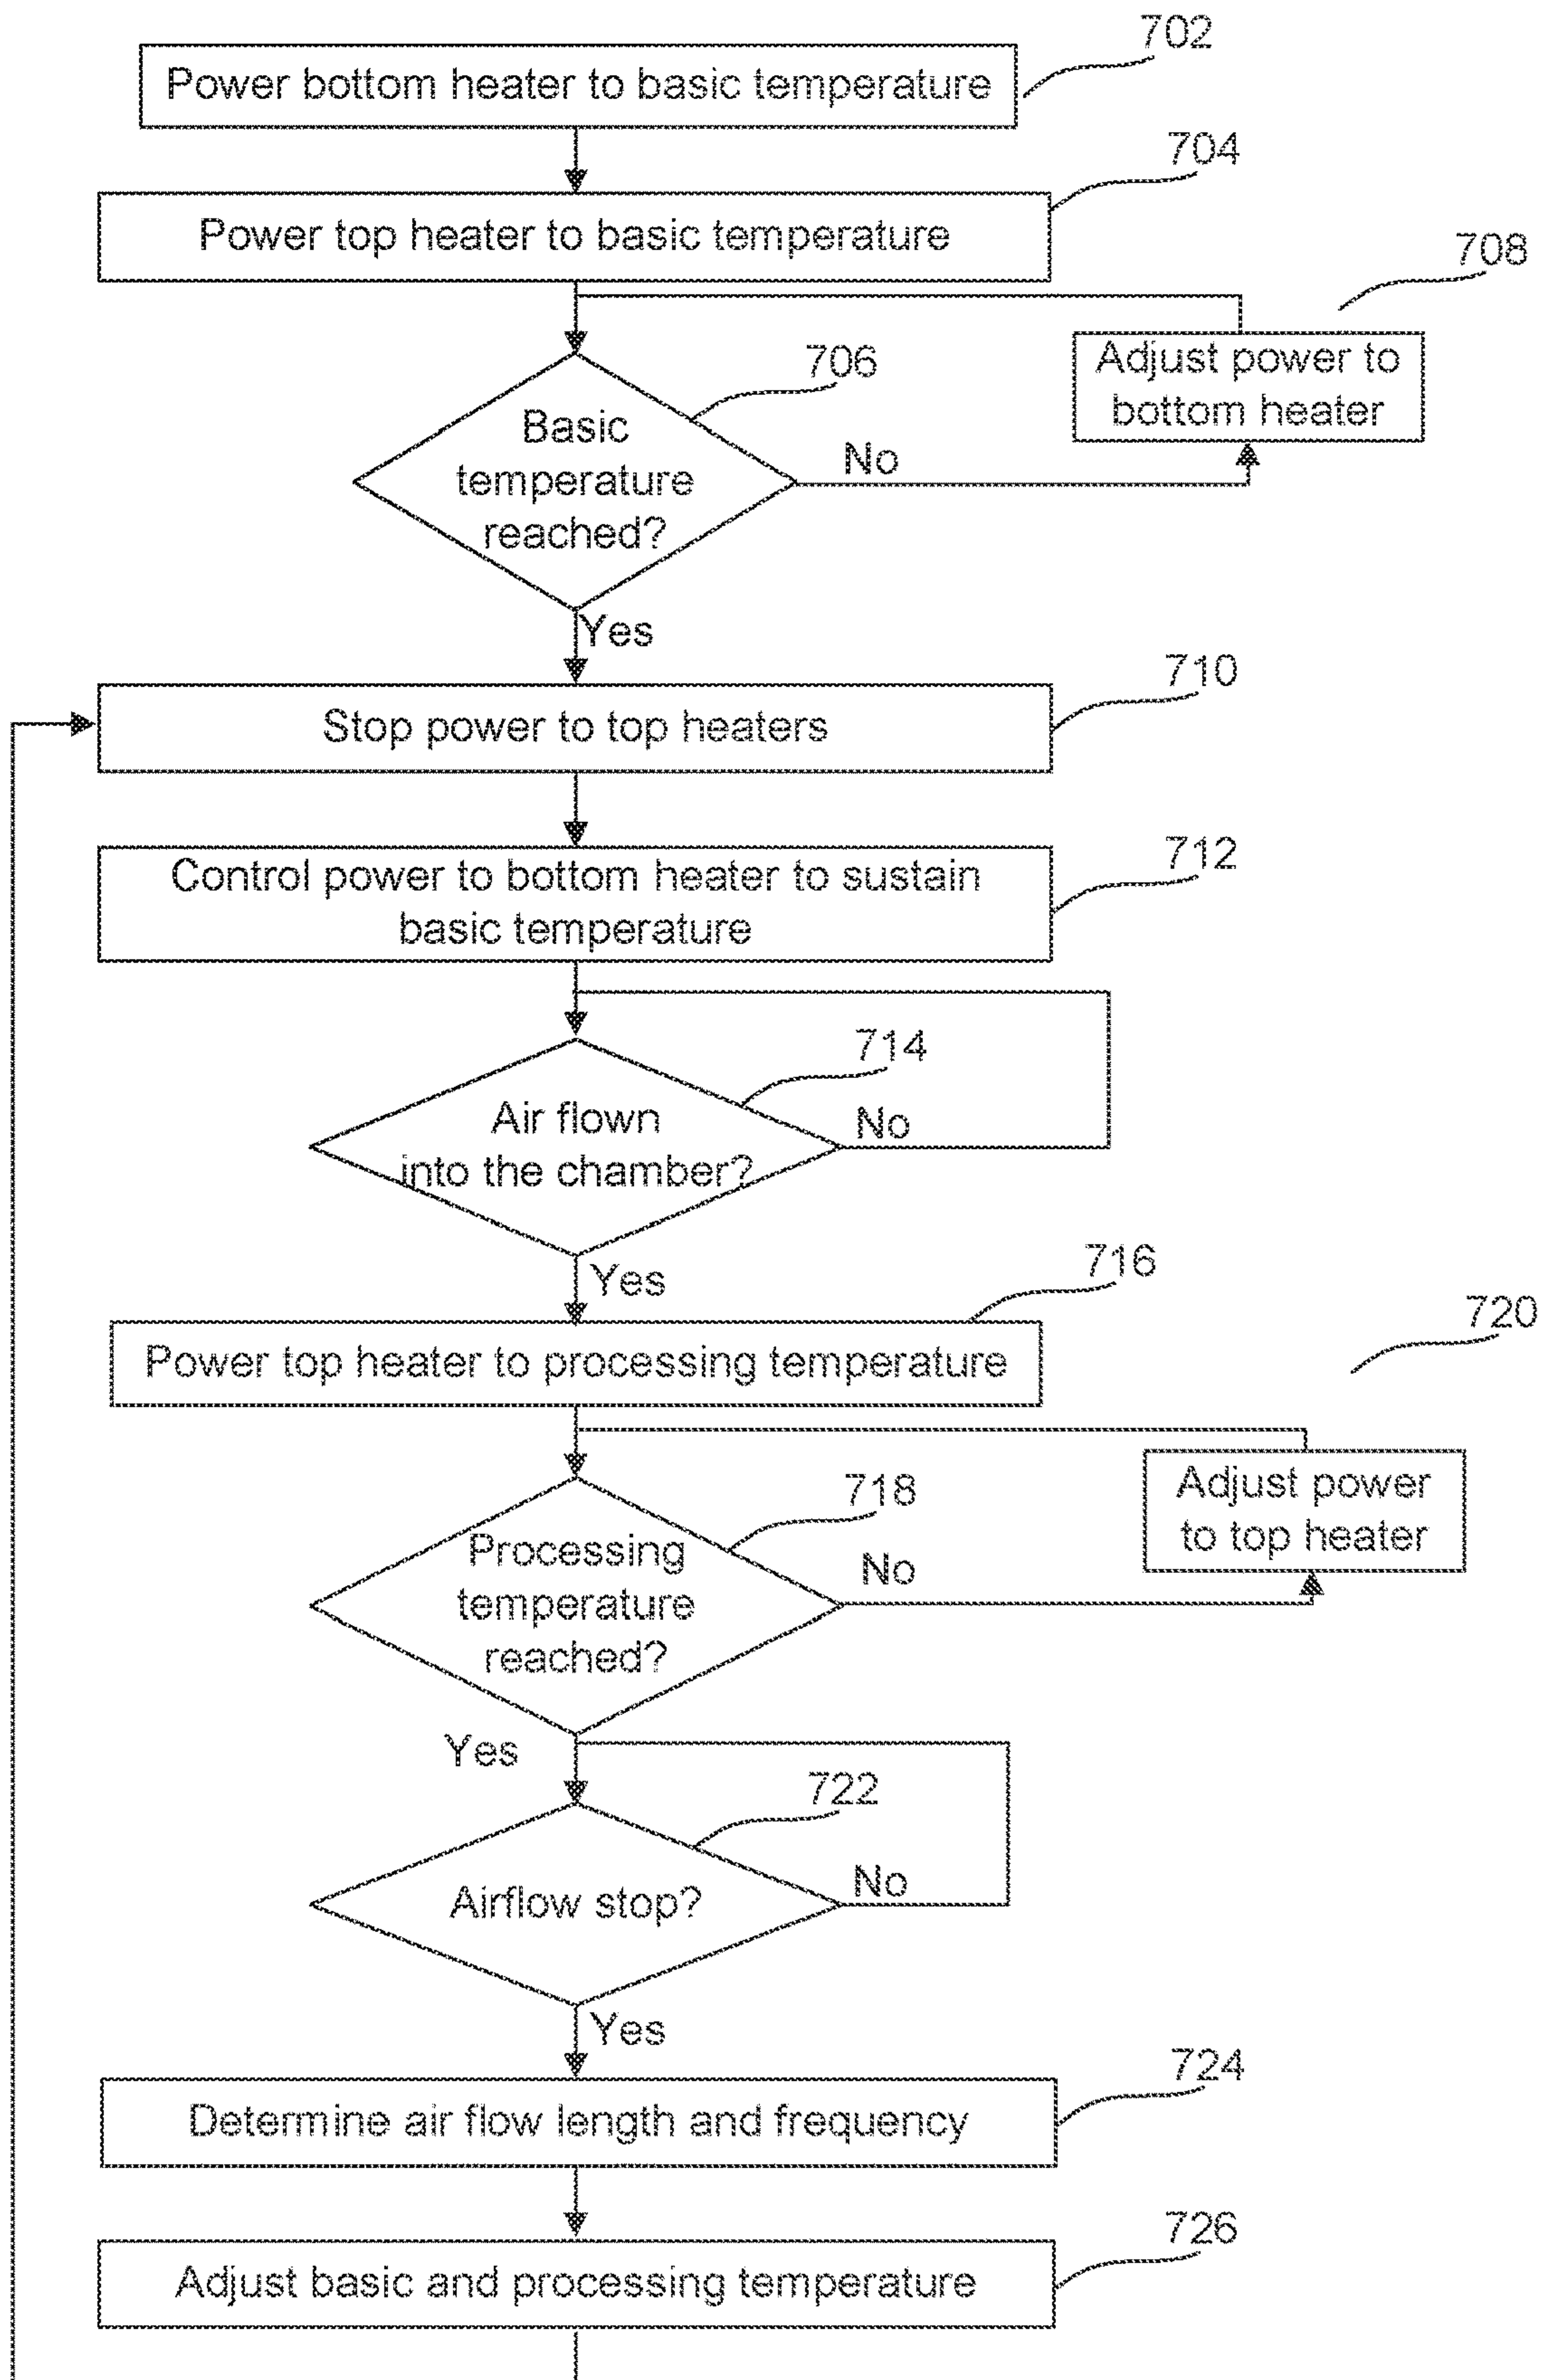 702
Power bottom heater to basic temperature
704
Power top heater to basic temperature
708
Adjust power to
bottom heater
706
Basic
temperature
reached?
No
Yes
710
Stop power to top heaters
712
Control power to bottom heater to sustain
basic temperature
714
Air flown
into the chamber?
No
Yes
716
Power top heater to processing temperature
720
Adjust power
to top heater
718
Processing
temperature
reached?
No
Yes
722
Airflow stop?
No
Yes
724
Determine air flow length and frequency
726
Adjust basic and processing temperature